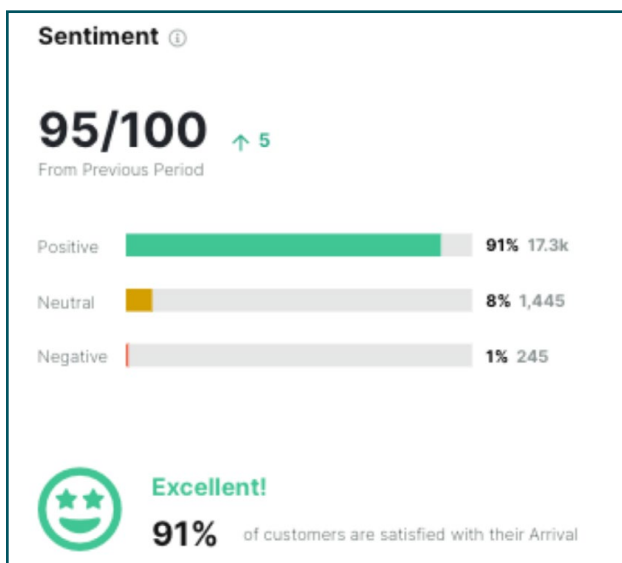 Sentiment
95/100 ↑ 5
From Previous Period
Positive 91% 17.3k
Neutral 8% 1,445
Negative 1% 245
Excellent!
91% of customers are satisfied with their Arrival